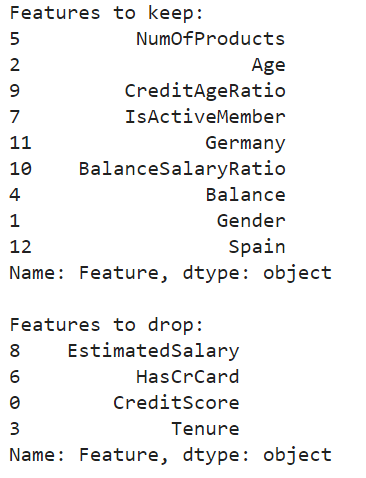 Features to keep:
5 NumOfProducts
2 Age
9 CreditAgeRatio
7 IsActiveMember
11 Germany
10 BalanceSalaryRatio
4 Balance
1 Gender
12 Spain
Name: Feature, dtype: object
Features to drop:
8 EstimatedSalary
6 HasCrCard
0 CreditScore
3 Tenure
Name: Feature, dtype: object